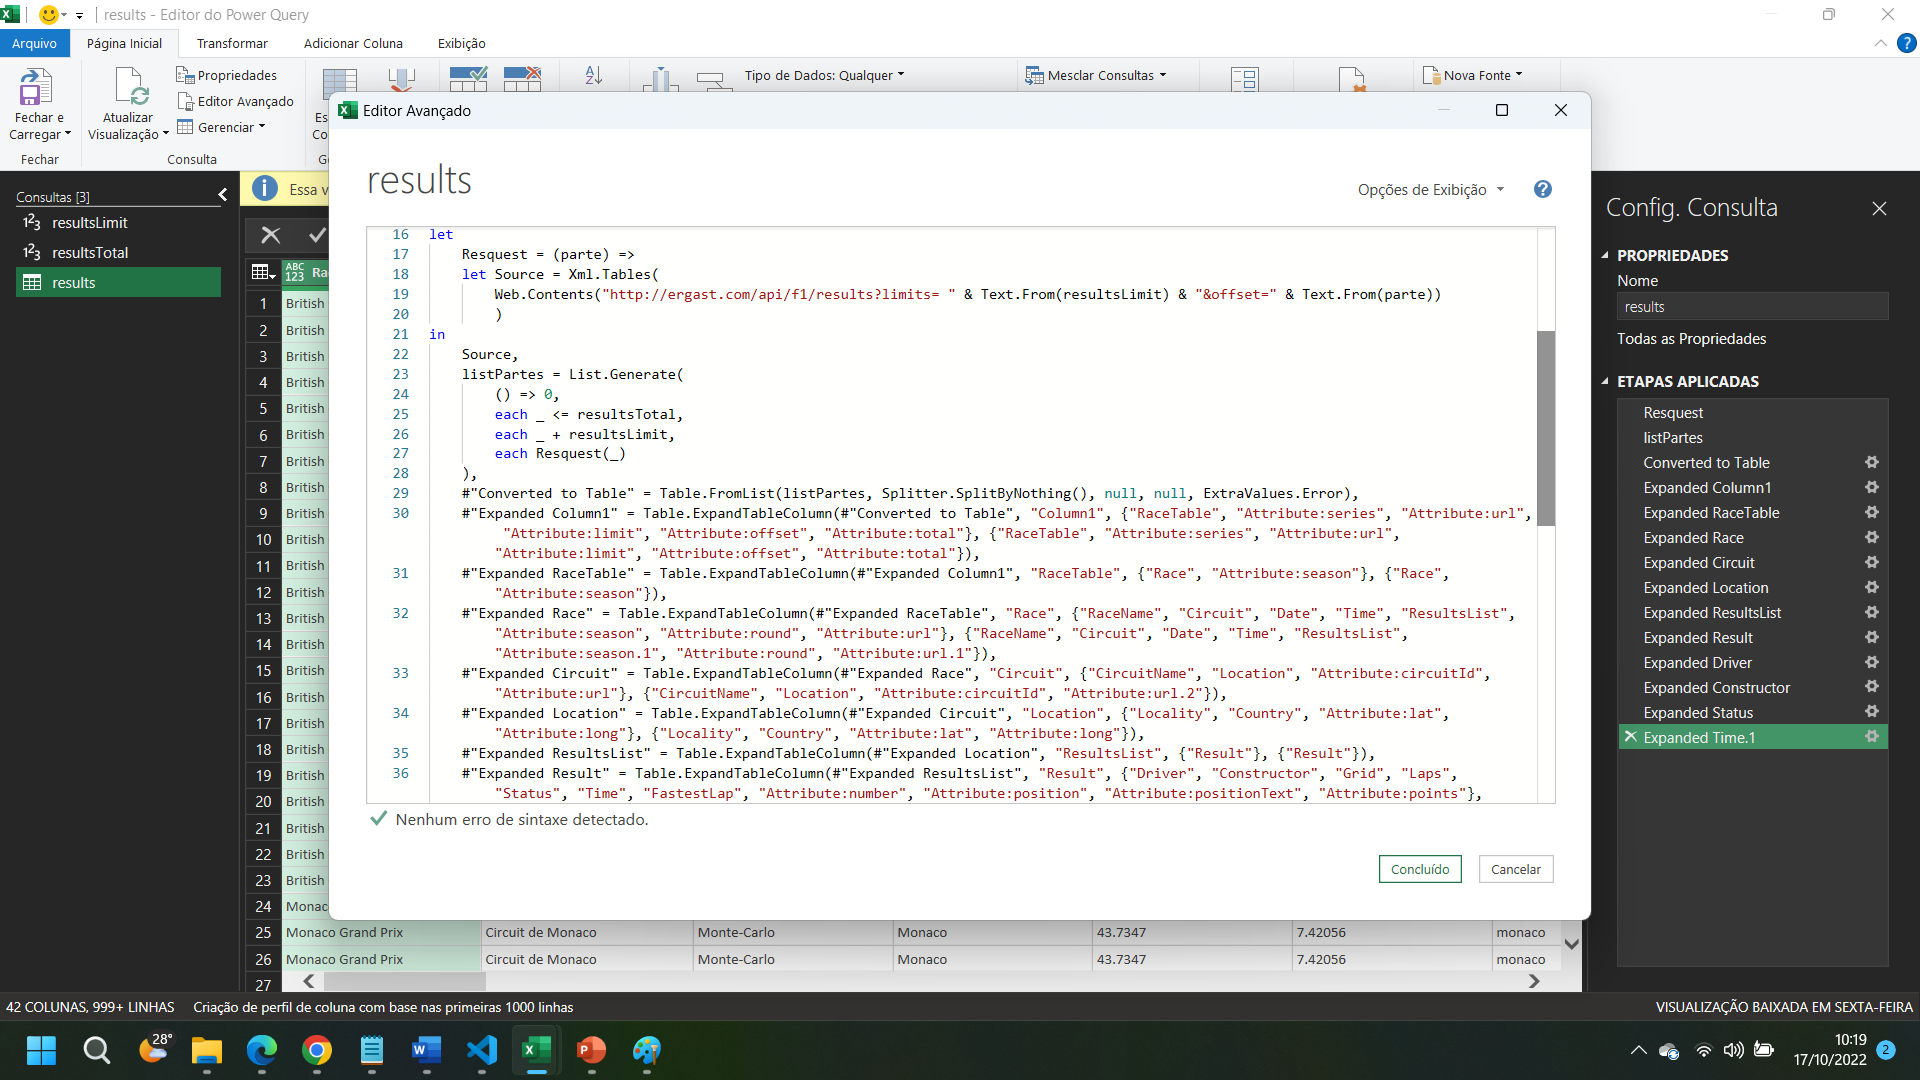 results - Editor do Power Query
Arquivo
Página Inicial
Transformar
Adicionar Coluna
Exibição
Fechar e
Carregar
Fechar
Atualizar
Visualização
Propriedades
Editor Avançado
Gerenciar
Consulta
Es
Co
G
Tipo de Dados: Qualquer
Mesclar Consultas
Nova Fonte
Editor Avançado
Consultas [3]
resultsLimit
resultsTotal
results
Essa v
ABC
123
Ra
results
Opções de Exibição
16 let
17 Resquest = (parte) =>
18 let Source = Xml.Tables(
19 Web.Contents("http://ergast.com/api/f1/results?limits= " & Text.From(resultsLimit) & "&offset=" & Text.From(parte))
20 )
21 in
22 Source,
23 listPartes = List.Generate(
24 () => 0,
25 each _ <= resultsTotal,
26 each _ + resultsLimit,
27 each Resquest(_)
28 ),
29 #"Converted to Table" = Table.FromList(listPartes, Splitter.SplitByNothing(), null, null, ExtraValues.Error),
30 #"Expanded Column1" = Table.ExpandTableColumn(#"Converted to Table", "Column1", {"RaceTable", "Attribute:series", "Attribute:url",
"Attribute:limit", "Attribute:offset", "Attribute:total"}, {"RaceTable", "Attribute:series", "Attribute:url",
"Attribute:limit", "Attribute:offset", "Attribute:total"}),
31 #"Expanded RaceTable" = Table.ExpandTableColumn(#"Expanded Column1", "RaceTable", {"Race", "Attribute:season"}, {"Race",
"Attribute:season"}),
32 #"Expanded Race" = Table.ExpandTableColumn(#"Expanded RaceTable", "Race", {"RaceName", "Circuit", "Date", "Time", "ResultsList",
"Attribute:season", "Attribute:round", "Attribute:url"}, {"RaceName", "Circuit", "Date", "Time", "ResultsList",
"Attribute:season.1", "Attribute:round", "Attribute:url.1"}),
33 #"Expanded Circuit" = Table.ExpandTableColumn(#"Expanded Race", "Circuit", {"CircuitName", "Location", "Attribute:circuitId",
"Attribute:url"}, {"CircuitName", "Location", "Attribute:circuitId", "Attribute:url.2"}),
34 #"Expanded Location" = Table.ExpandTableColumn(#"Expanded Circuit", "Location", {"Locality", "Country", "Attribute:lat",
"Attribute:long"}, {"Locality", "Country", "Attribute:lat", "Attribute:long"}),
35 #"Expanded ResultsList" = Table.ExpandTableColumn(#"Expanded Location", "ResultsList", {"Result"}, {"Result"}),
36 #"Expanded Result" = Table.ExpandTableColumn(#"Expanded ResultsList", "Result", {"Driver", "Constructor", "Grid", "Laps",
"Status", "Time", "FastestLap", "Attribute:number", "Attribute:position", "Attribute:positionText", "Attribute:points"},
Nenhum erro de sintaxe detectado.
Concluído
Cancelar
1 British
2 British
3 British
4 British
5 British
6 British
7 British
8 British
9 British
10 British
11 British
12 British
13 British
14 British
15 British
16 British
17 British
18 British
19 British
20 British
21 British
22 British
23 British
24 Monac
25 Monaco Grand Prix Circuit de Monaco Monte-Carlo Monaco 43.7347 7.42056 monaco
26 Monaco Grand Prix Circuit de Monaco Monte-Carlo Monaco 43.7347 7.42056 monaco
27
Config. Consulta
PROPRIEDADES
Nome
results
Todas as Propriedades
ETAPAS APLICADAS
Resquest
listPartes
Converted to Table
Expanded Column1
Expanded RaceTable
Expanded Race
Expanded Circuit
Expanded Location
Expanded ResultsList
Expanded Result
Expanded Driver
Expanded Constructor
Expanded Status
Expanded Time.1
42 COLUNAS, 999+ LINHAS
Criação de perfil de coluna com base nas primeiras 1000 linhas
VISUALIZAÇÃO BAIXADA EM SEXTA-FEIRA
28°
10:19
17/10/2022
2